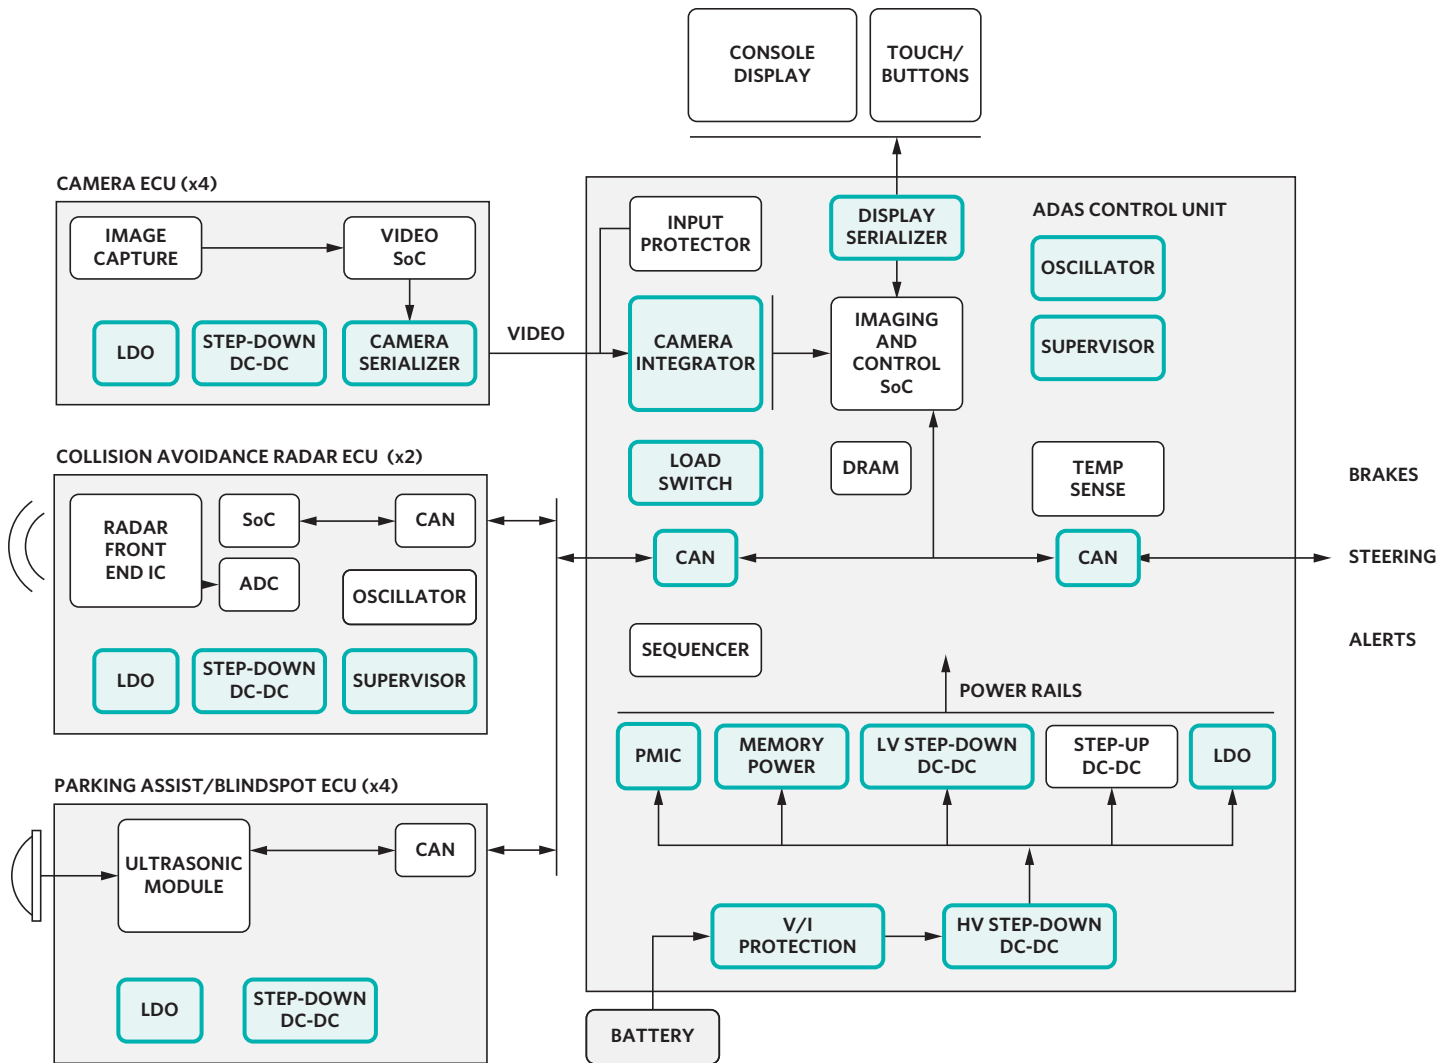 CONSOLE
DISPLAY
TOUCH/
BUTTONS
CAMERA ECU (x4)
IMAGE
CAPTURE
VIDEO
SoC
LDO
STEP-DOWN
DC-DC
CAMERA
SERIALIZER
VIDEO
COLLISION AVOIDANCE RADAR ECU (x2)
RADAR
FRONT
END IC
SoC
CAN
ADC
OSCILLATOR
LDO
STEP-DOWN
DC-DC
SUPERVISOR
PARKING ASSIST/BLINDSPOT ECU (x4)
ULTRASONIC
MODULE
CAN
LDO
STEP-DOWN
DC-DC
ADAS CONTROL UNIT
INPUT
PROTECTOR
DISPLAY
SERIALIZER
OSCILLATOR
CAMERA
INTEGRATOR
IMAGING
AND
CONTROL
SoC
SUPERVISOR
LOAD
SWITCH
DRAM
TEMP
SENSE
CAN
CAN
SEQUENCER
POWER RAILS
PMIC
MEMORY
POWER
LV STEP-DOWN
DC-DC
STEP-UP
DC-DC
LDO
V/I
PROTECTION
HV STEP-DOWN
DC-DC
BATTERY
BRAKES
STEERING
ALERTS